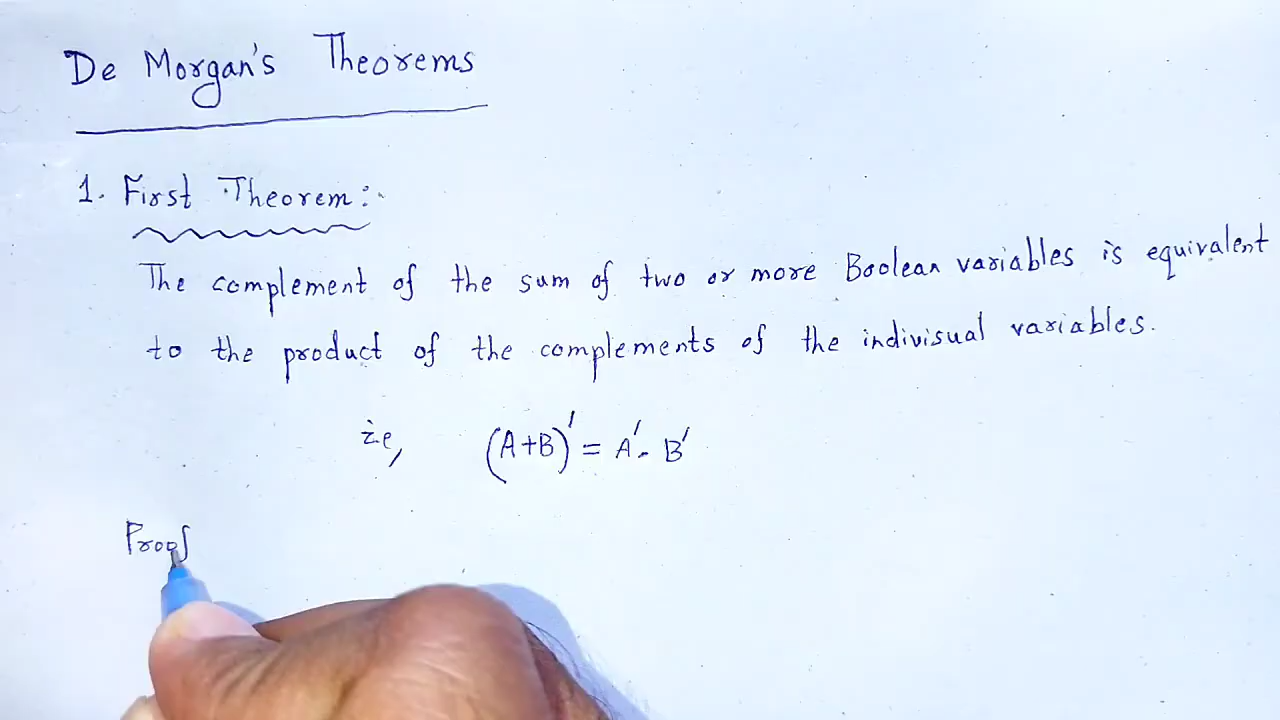 De Morgan's Theorems
1. First Theorem:-
The complement of the sum of two or more Boolean variables is equivalent
to the product of the complements of the indivisual variables.
ie, (A+B)' = A'. B'
Proof